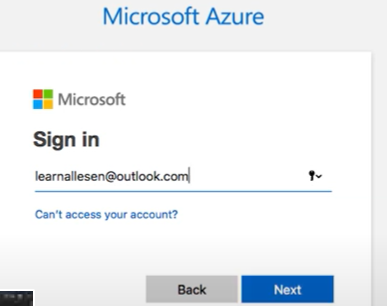 Microsoft Azure
Microsoft
Sign in
learnallesen@outlook.com
Can't access your account?
Back
Next